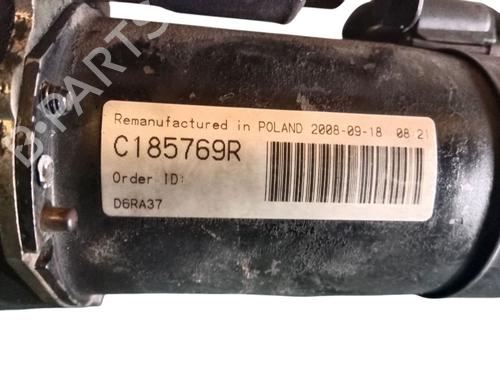 Remanufactured in POLAND 2008-09-18 08:21
C185769R
Order ID:
D6RA37
B-PARTS